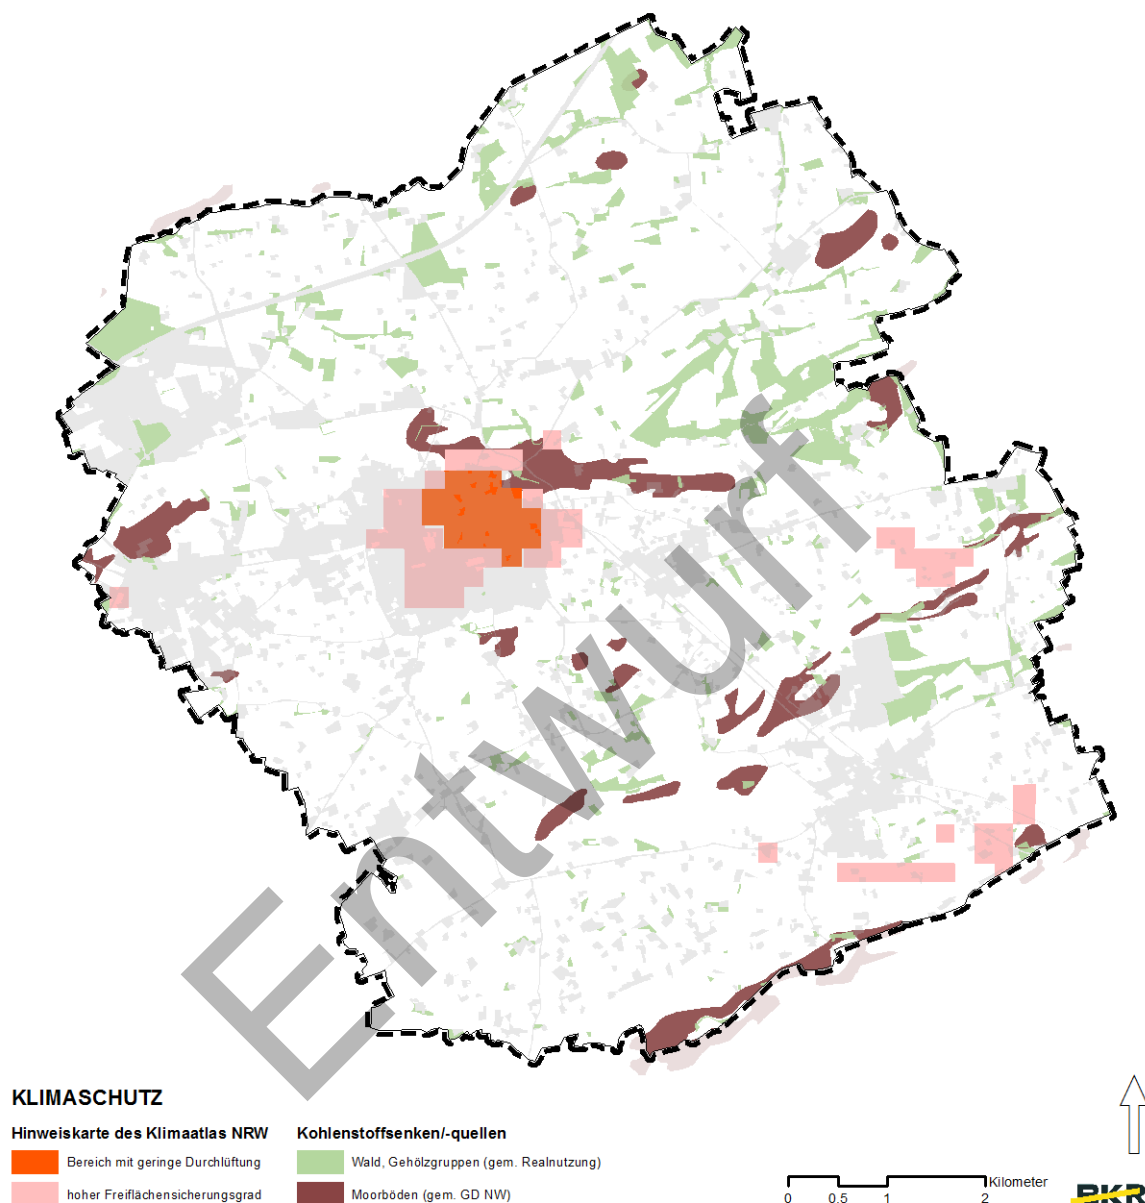 Entwurf
KLIMASCHUTZ
Hinweiskarte des Klimaatlas NRW
Bereich mit geringe Durchlüftung
hoher Freiflächensicherungsgrad
Kohlenstoffsenken/-quellen
Wald, Gehölzgruppen (gem. Realnutzung)
Moorböden (gem. GD NW)
Kilometer
0 0.5 1 2
BKR